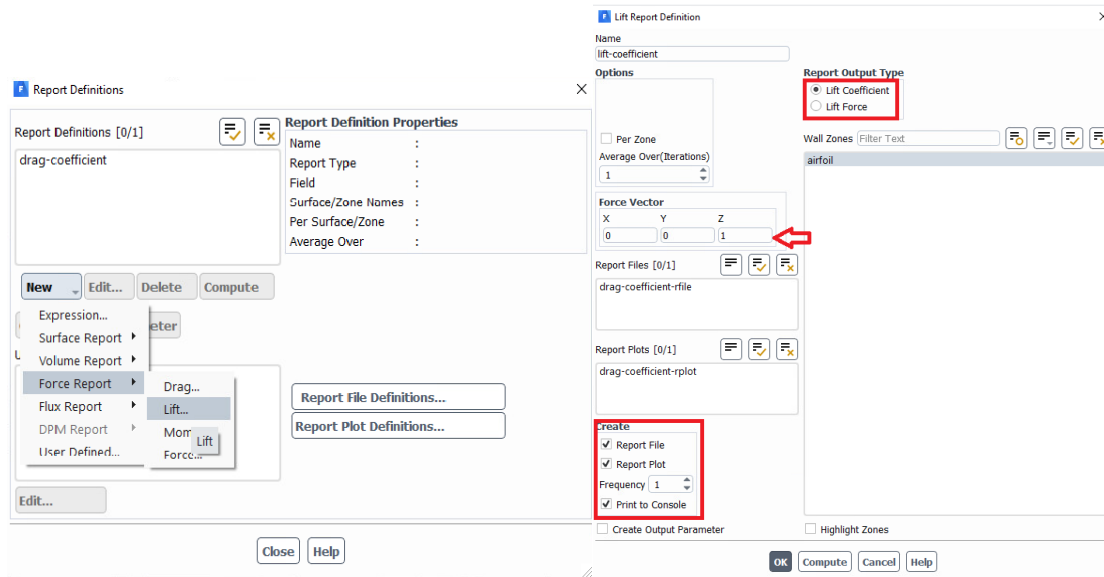 Report Definitions
Report Definitions [0/1]
drag-coefficient
Report Definition Properties
Name :
Report Type :
Field :
Surface/Zone Names :
Per Surface/Zone :
Average Over :
New
Edit...
Delete
Compute
Expression...
Surface Report
Volume Report
Force Report
Flux Report
DPM Report
User Defined...
eter
U
Drag...
Lift...
Mom
Force...
Lift
Report File Definitions...
Report Plot Definitions...
Edit...
Close
Help
Lift Report Definition
Name
lift-coefficient
Options
Per Zone
Average Over(Iterations)
1
Force Vector
X Y Z
0 0 1
Report Files [0/1]
drag-coefficient-rfile
Report Plots [0/1]
drag-coefficient-rplot
Create
Report File
Report Plot
Frequency 1
Print to Console
Create Output Parameter
Report Output Type
Lift Coefficient
Lift Force
Wall Zones Filter Text
airfoil
Highlight Zones
OK
Compute
Cancel
Help